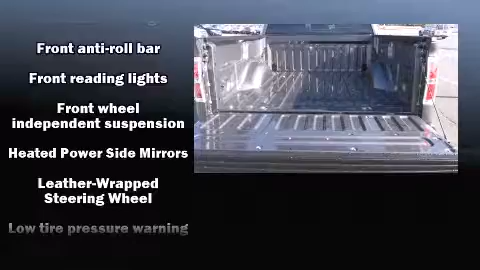 Front anti-roll bar
Front reading lights
Front wheel
independent suspension
Heated Power Side Mirrors
Leather-Wrapped
Steering Wheel
Low tire pressure warning